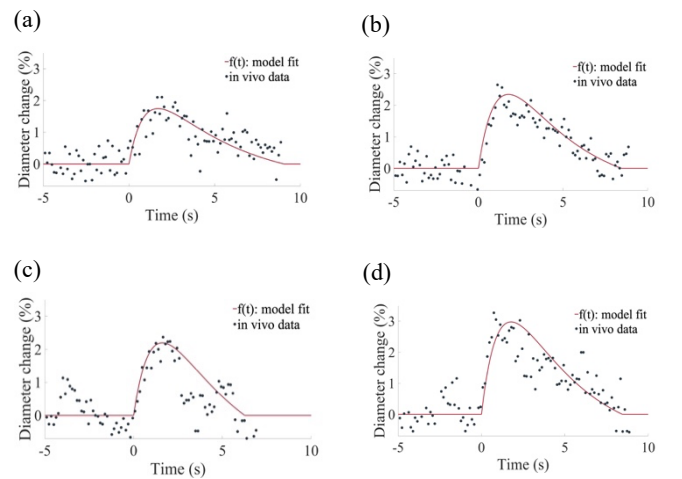 (a)
Diameter change (%)
3
2
1
0
-5
0
5
10
Time (s)
-f(t): model fit
•in vivo data
(b)
Diameter change (%)
3
2
1
0
-5
0
5
10
Time (s)
-f(t): model fit
•in vivo data
(c)
Diameter change (%)
3
2
1
0
-5
0
5
10
Time (s)
-f(t): model fit
•in vivo data
(d)
Diameter change (%)
3
2
1
0
-5
0
5
10
Time (s)
-f(t): model fit
•in vivo data